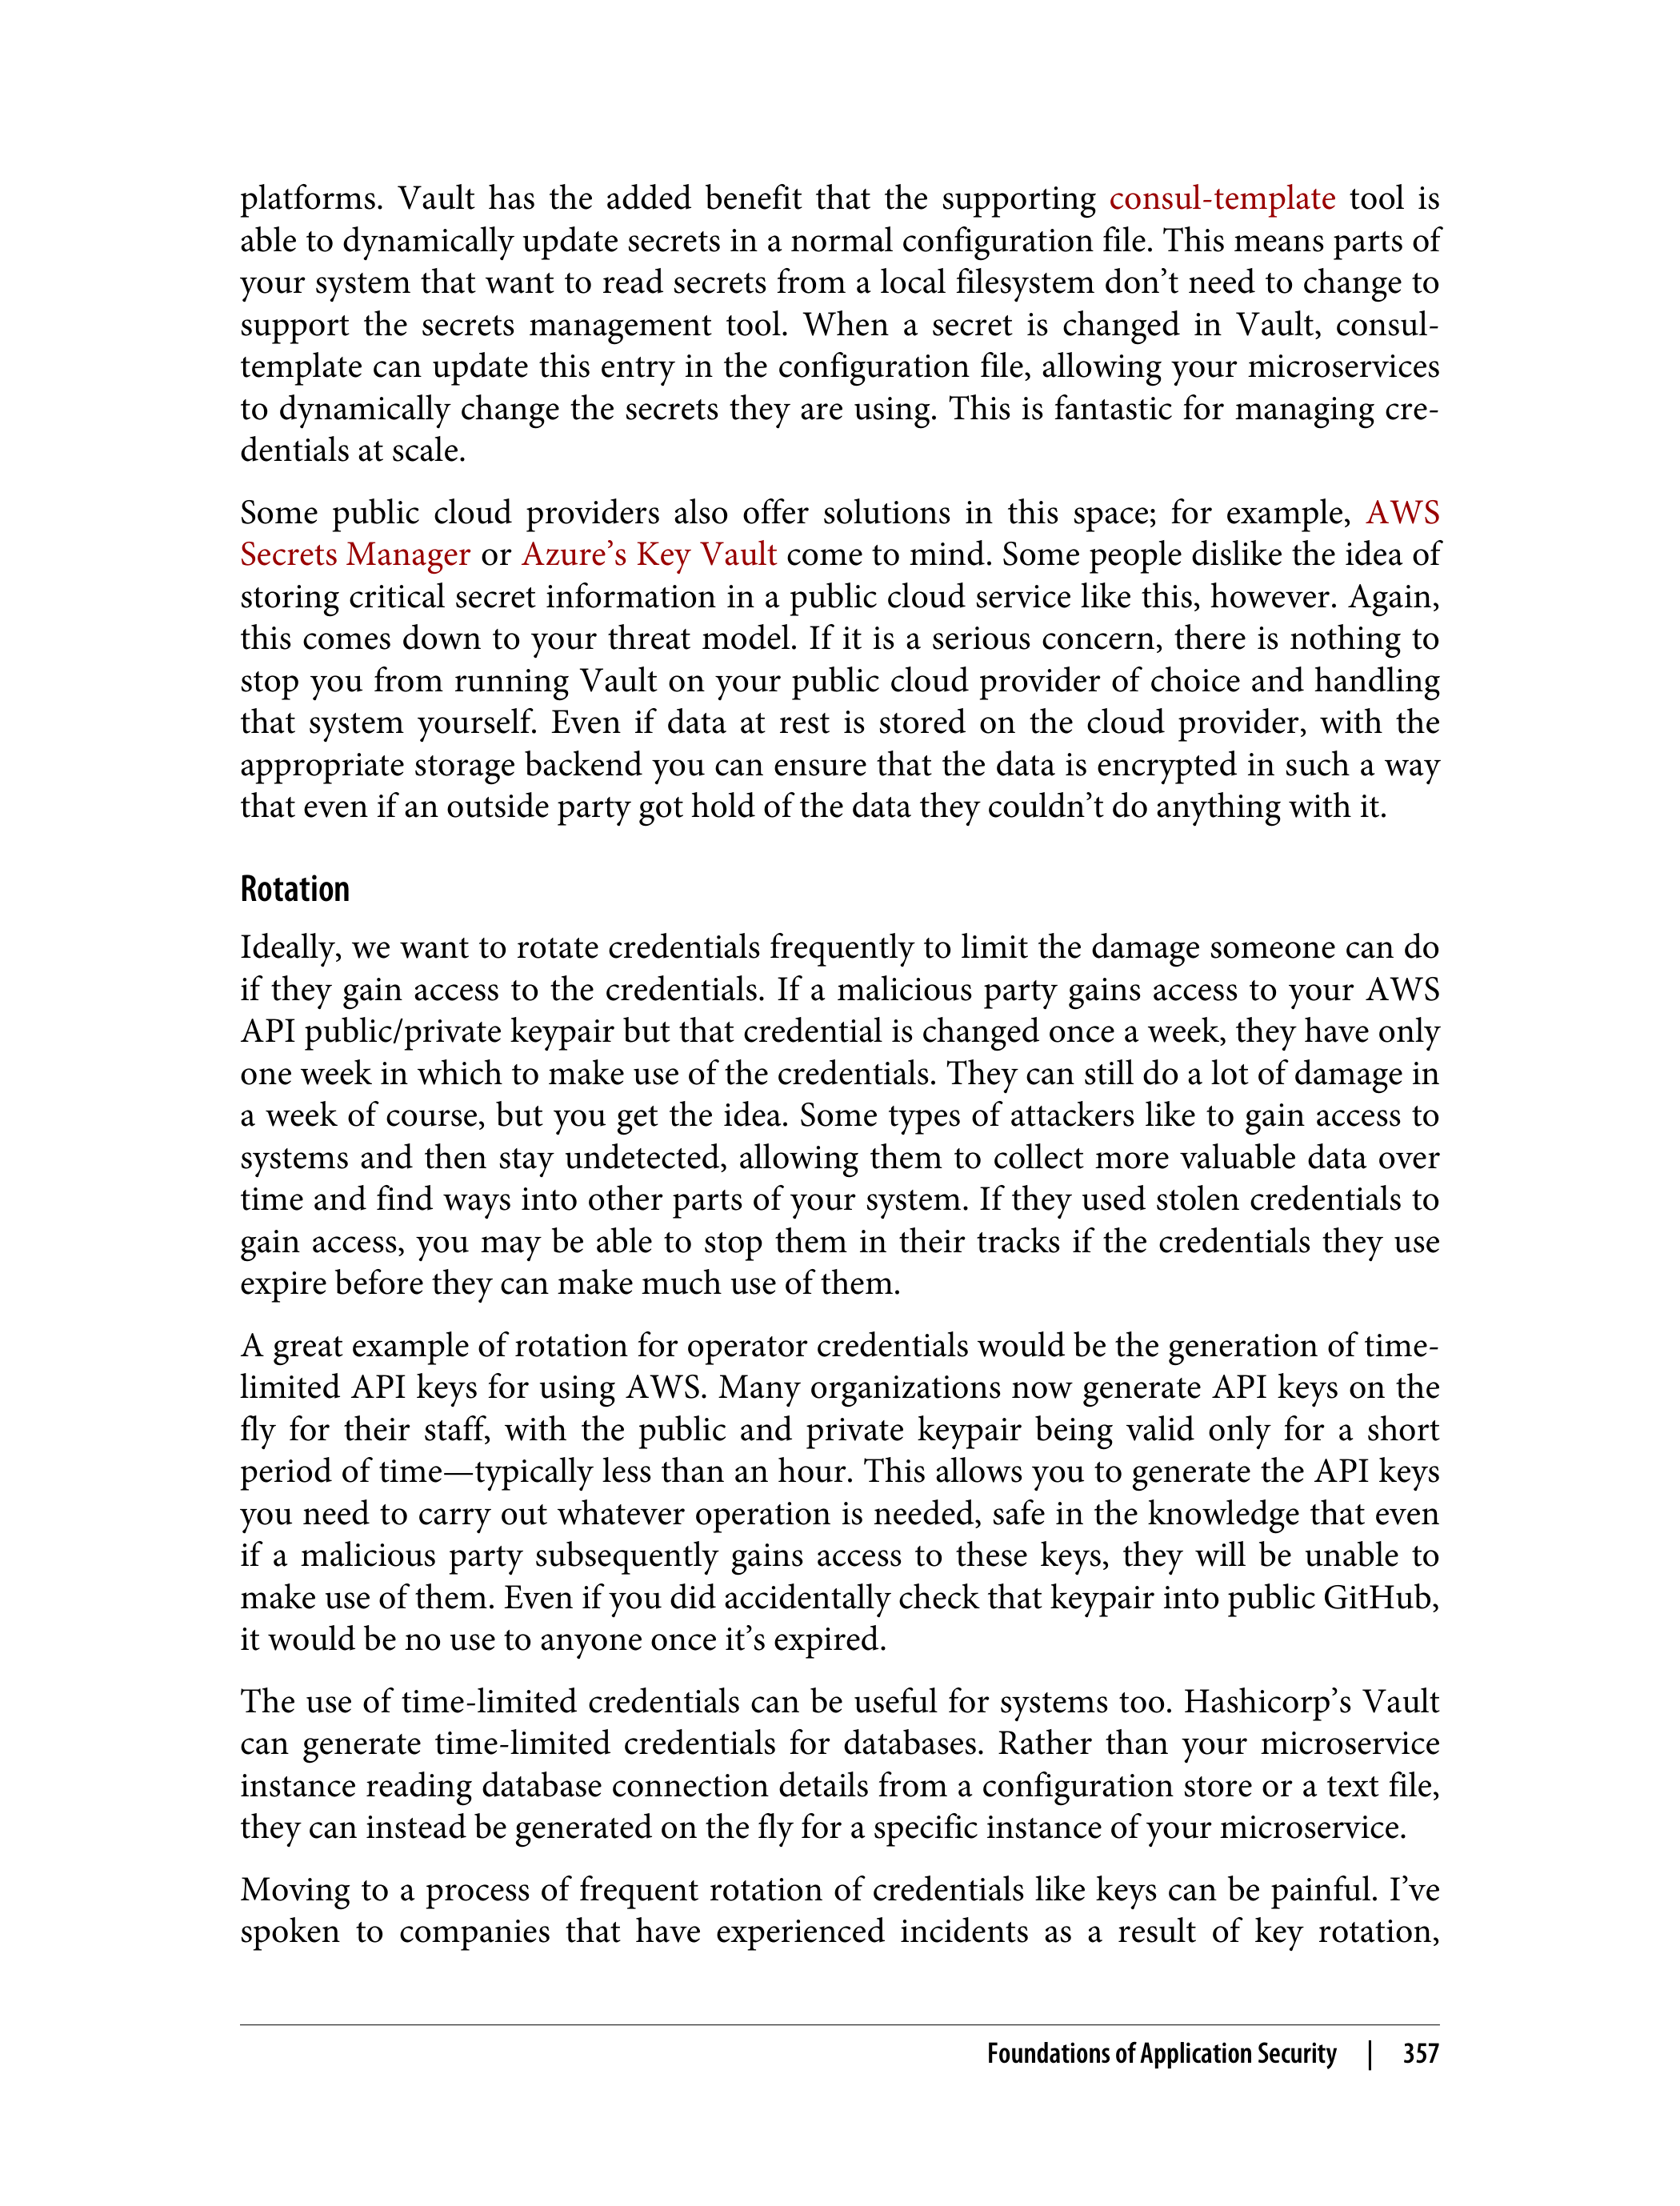 platforms. Vault has the added benefit that the supporting consul-template tool is
able to dynamically update secrets in a normal configuration file. This means parts of
your system that want to read secrets from a local filesystem don’t need to change to
support the secrets management tool. When a secret is changed in Vault, consul-
template can update this entry in the configuration file, allowing your microservices
to dynamically change the secrets they are using. This is fantastic for managing cre-
dentials at scale.
Some public cloud providers also offer solutions in this space; for example, AWS
Secrets Manager or Azure’s Key Vault come to mind. Some people dislike the idea of
storing critical secret information in a public cloud service like this, however. Again,
this comes down to your threat model. If it is a serious concern, there is nothing to
stop you from running Vault on your public cloud provider of choice and handling
that system yourself. Even if data at rest is stored on the cloud provider, with the
appropriate storage backend you can ensure that the data is encrypted in such a way
that even if an outside party got hold of the data they couldn’t do anything with it.
Rotation
Ideally, we want to rotate credentials frequently to limit the damage someone can do
if they gain access to the credentials. If a malicious party gains access to your AWS
API public/private keypair but that credential is changed once a week, they have only
one week in which to make use of the credentials. They can still do a lot of damage in
a week of course, but you get the idea. Some types of attackers like to gain access to
systems and then stay undetected, allowing them to collect more valuable data over
time and find ways into other parts of your system. If they used stolen credentials to
gain access, you may be able to stop them in their tracks if the credentials they use
expire before they can make much use of them.
A great example of rotation for operator credentials would be the generation of time-
limited API keys for using AWS. Many organizations now generate API keys on the
fly for their staff, with the public and private keypair being valid only for a short
period of time—typically less than an hour. This allows you to generate the API keys
you need to carry out whatever operation is needed, safe in the knowledge that even
if a malicious party subsequently gains access to these keys, they will be unable to
make use of them. Even if you did accidentally check that keypair into public GitHub,
it would be no use to anyone once it’s expired.
The use of time-limited credentials can be useful for systems too. Hashicorp’s Vault
can generate time-limited credentials for databases. Rather than your microservice
instance reading database connection details from a configuration store or a text file,
they can instead be generated on the fly for a specific instance of your microservice.
Moving to a process of frequent rotation of credentials like keys can be painful. I’ve
spoken to companies that have experienced incidents as a result of key rotation,
Foundations of Application Security | 357